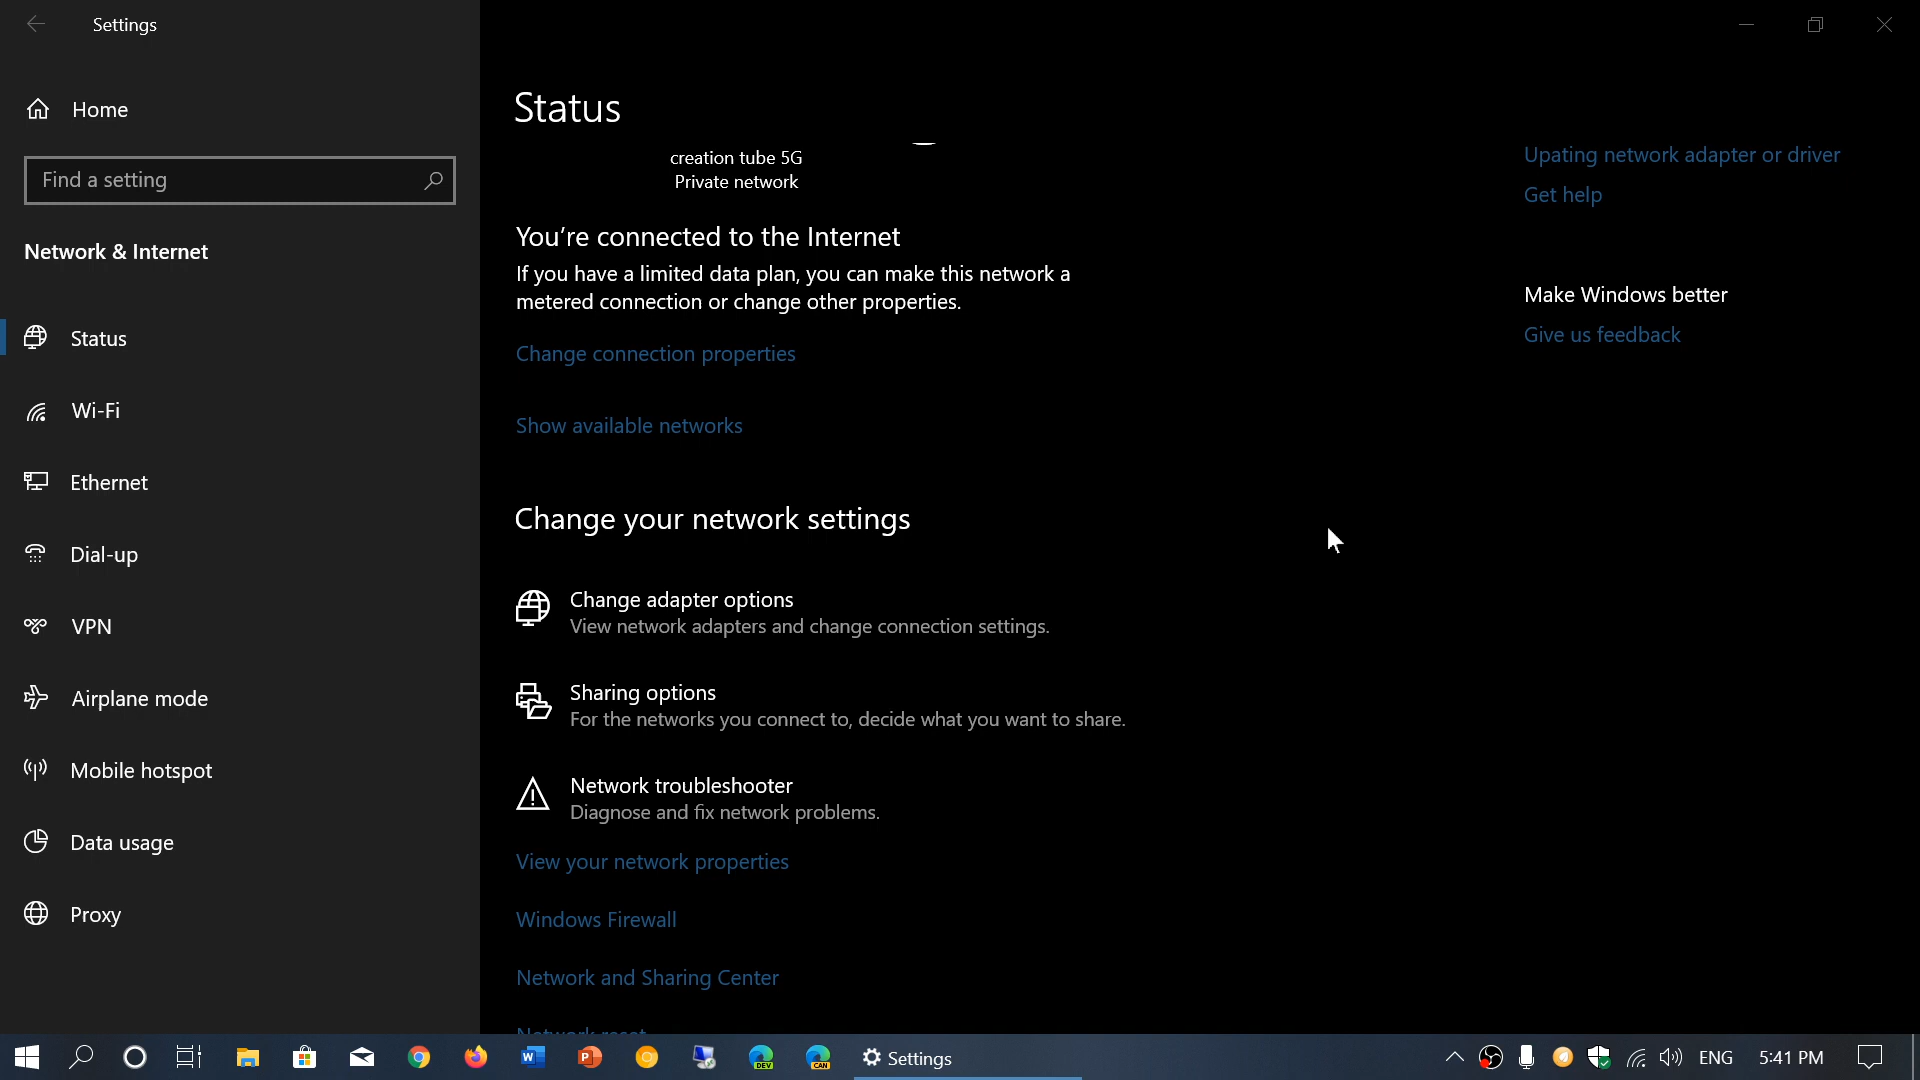 Settings
Home
Find a setting
Network & Internet
Status
Wi-Fi
Ethernet
Dial-up
VPN
Airplane mode
Mobile hotspot
Data usage
Proxy
Status
creation tube 5G
Private network
You're connected to the Internet
If you have a limited data plan, you can make this network a
metered connection or change other properties.
Change connection properties
Show available networks
Change your network settings
Change adapter options
View network adapters and change connection settings.
Sharing options
For the networks you connect to, decide what you want to share.
Network troubleshooter
Diagnose and fix network problems.
View your network properties
Windows Firewall
Network and Sharing Center
Network reset
Upating network adapter or driver
Get help
Make Windows better
Give us feedback
DEV
CAN
Settings
ENG
5:41 PM